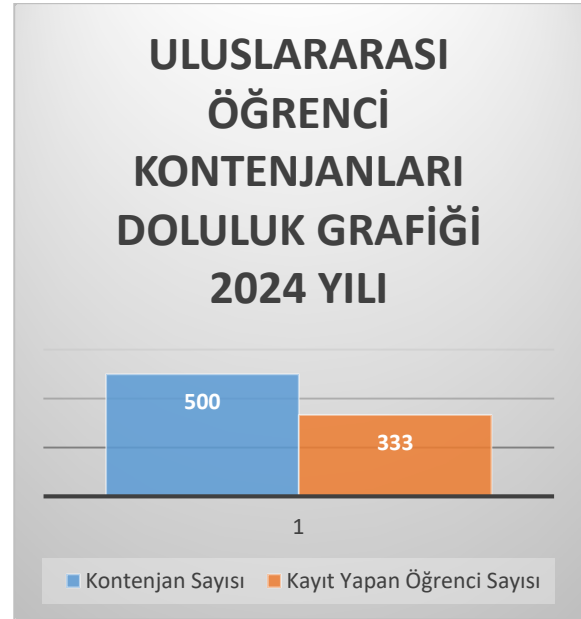 ULUSLARARASI
ÖĞRENCİ
KONTENJANLARI
DOLULUK GRAFİĞİ
2024 YILI
500
333
1
Kontenjan Sayısı Kayıt Yapan Öğrenci Sayısı